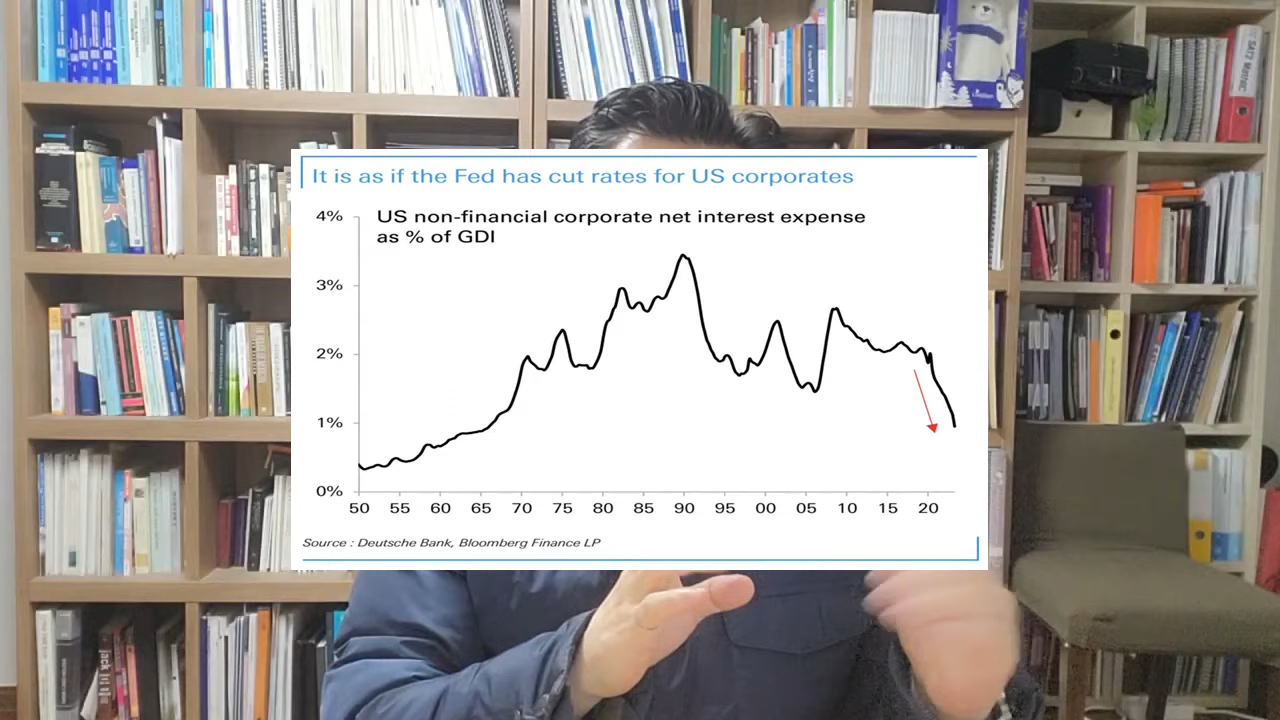 It is as if the Fed has cut rates for US corporates
US non-financial corporate net interest expense
as % of GDI
4%
3%
2%
1%
0%
50 55 60 65 70 75 80 85 90 95 00 05 10 15 20
Source : Deutsche Bank, Bloomberg Finance LP